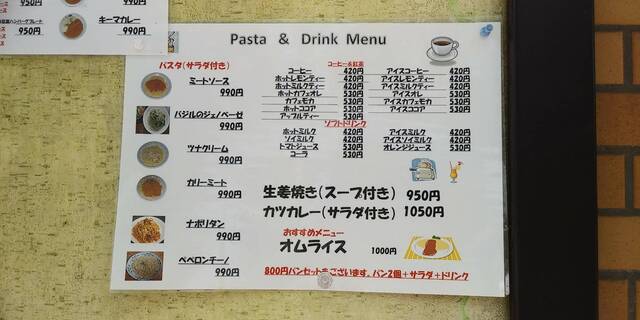 950円
キーマカレー
990円
Pasta & Drink Menu
パスタ(サラダ付き)
ミートソース
990円
バジルのジェノベーゼ
990円
ツナクリーム
990円
カリーミート
990円
ナポリタン
990円
ペペロンチーノ
990円
コーヒー&紅茶
コーヒー 420円 アイスコーヒー 420円
ホットレモンティー 420円 アイスレモンティー 420円
ホットミルクティー 420円 アイスミルクティー 420円
ホットカフェオレ 530円 アイスオレ 530円
カフェモカ 530円 アイスカフェモカ 530円
ホットココア 530円 アイスココア 530円
アップルティー 530円
ソフトドリンク
ホットミルク 420円 アイスミルク 420円
ソイミルク 420円 アイスソイミルク 420円
トマトジュース 530円 オレンジジュース 530円
コーラ 530円
生姜焼き(スープ付き) 950円
カツカレー(サラダ付き) 1050円
おすすめメニュー
オムライス 1000円
800円パンセットもございます。パン2個+サラダ+ドリンク